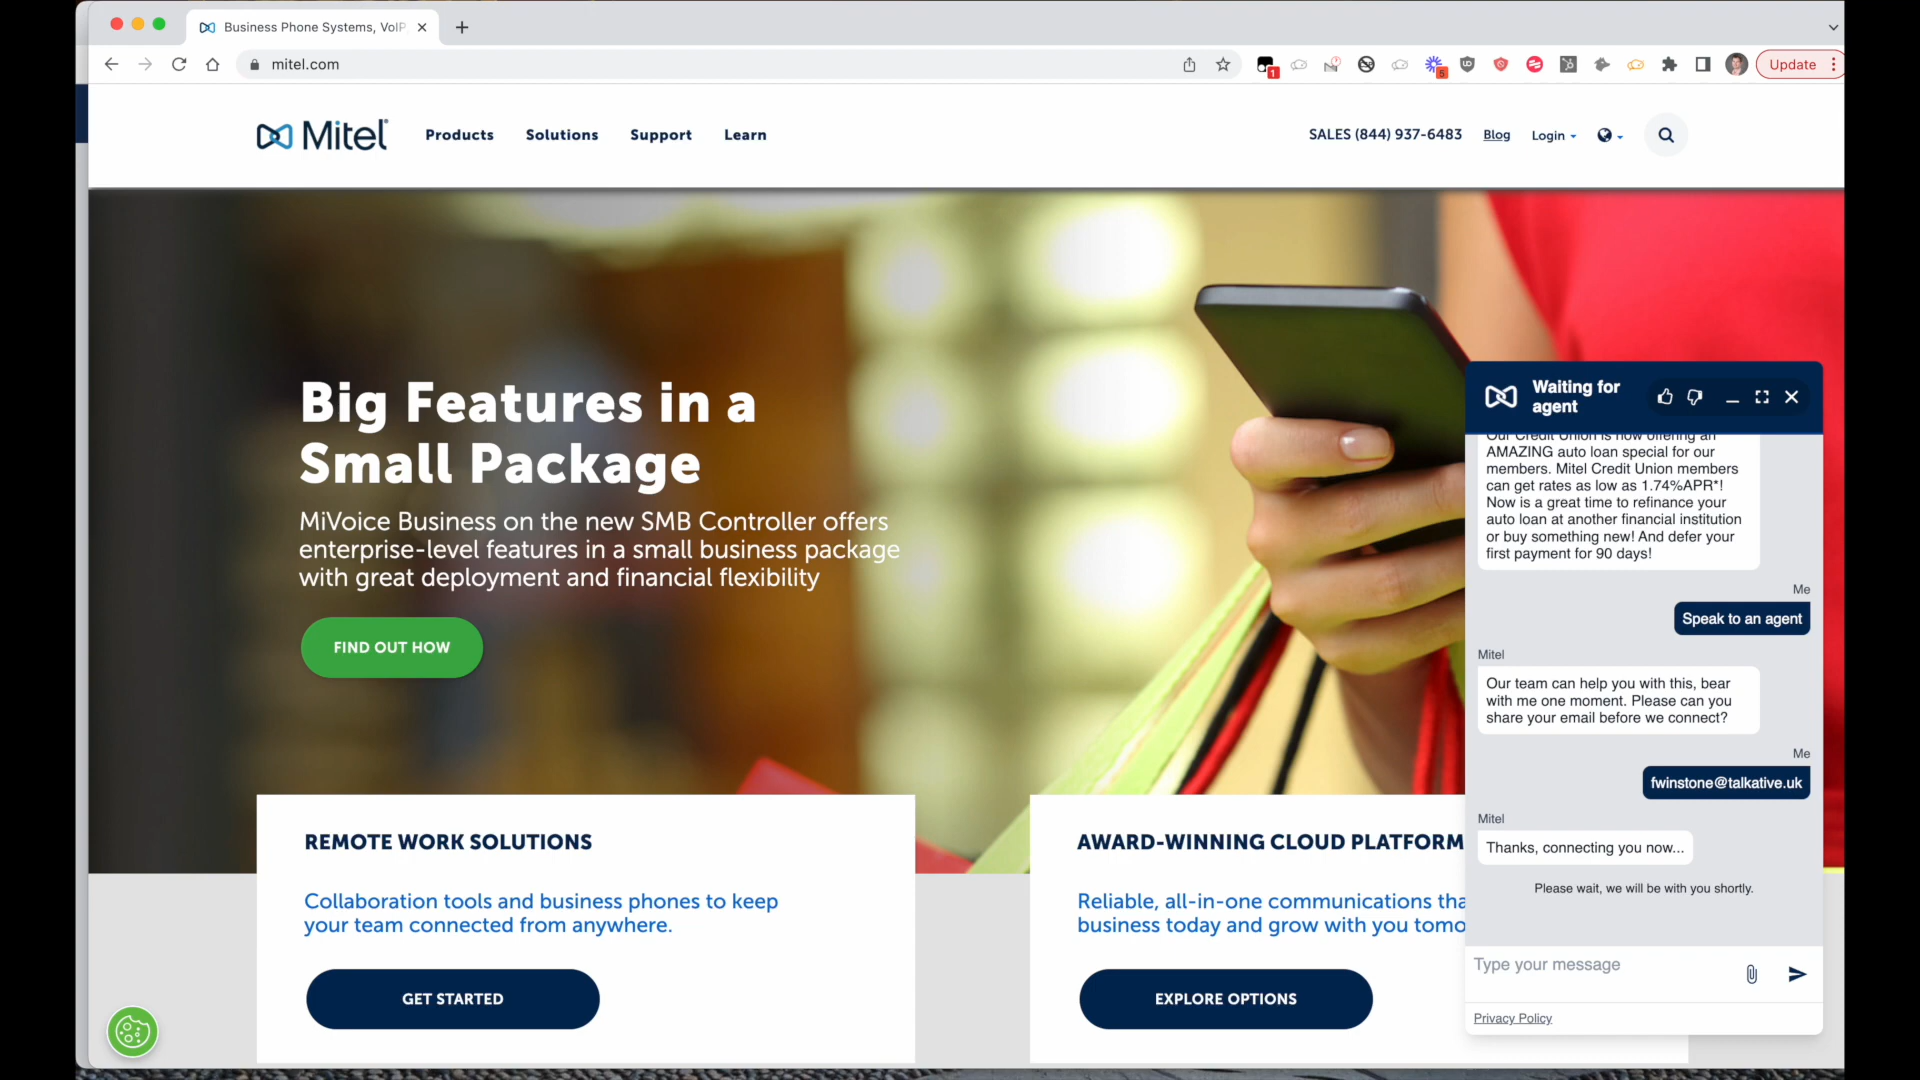 Business Phone Systems, VoIP
mitel.com
1
5
Update
Mitel
Products
Solutions
Support
Learn
SALES (844) 937-6483
Blog
Login
Big Features in a
Small Package
MiVoice Business on the new SMB Controller offers
enterprise-level features in a small business package
with great deployment and financial flexibility
FIND OUT HOW
REMOTE WORK SOLUTIONS
Collaboration tools and business phones to keep
your team connected from anywhere.
GET STARTED
AWARD-WINNING CLOUD PLATFORM
Reliable, all-in-one communications tha
business today and grow with you tomo
EXPLORE OPTIONS
Waiting for
agent
Our Credit Union is now offering an
AMAZING auto loan special for our
members. Mitel Credit Union members
can get rates as low as 1.74%APR*!
Now is a great time to refinance your
auto loan at another financial institution
or buy something new! And defer your
first payment for 90 days!
Me
Speak to an agent
Mitel
Our team can help you with this, bear
with me one moment. Please can you
share your email before we connect?
Me
fwinstone@talkative.uk
Mitel
Thanks, connecting you now...
Please wait, we will be with you shortly.
Type your message
Privacy Policy